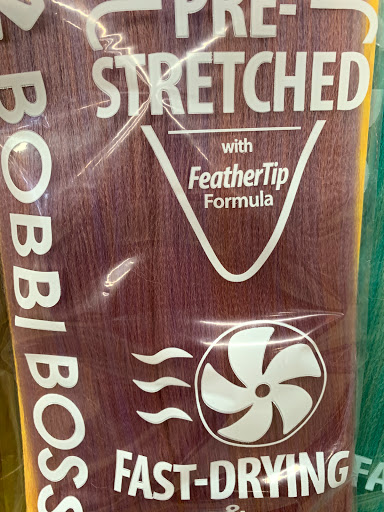 PRE-
STRETCHED
with
FeatherTip
Formula
BOBBI BOSS
FAST-DRYING
&